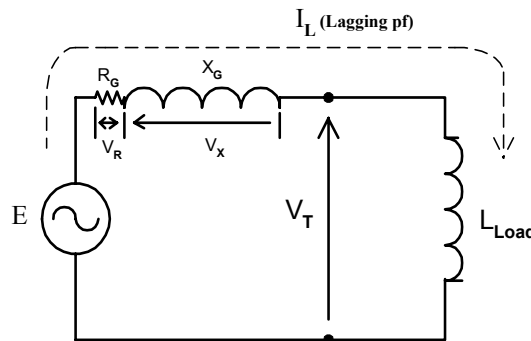 I_L (Lagging pf)
R_G
X_G
V_R
V_X
E
V_T
L_Load